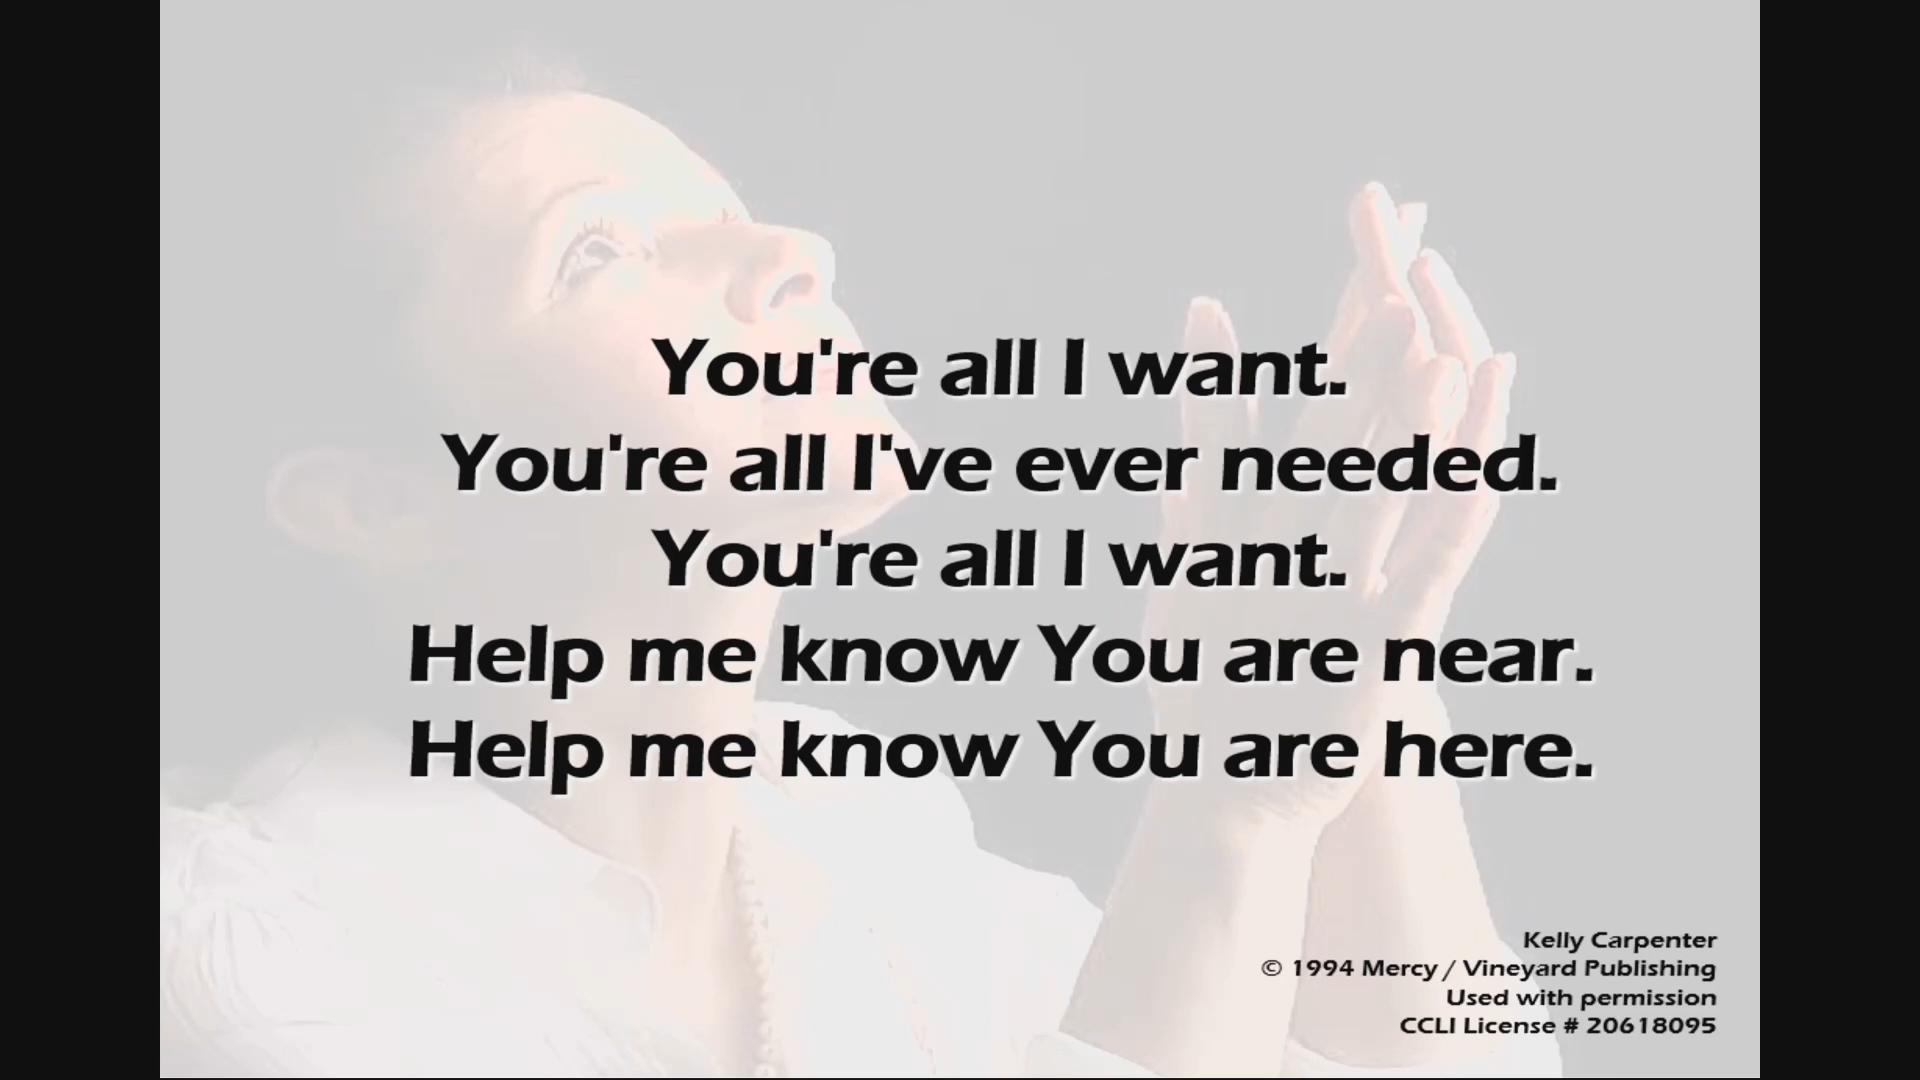 You're all I want.
You're all I've ever needed.
You're all I want.
Help me know You are near.
Help me know You are here.
Kelly Carpenter
© 1994 Mercy / Vineyard Publishing
Used with permission
CCLI License # 20618095